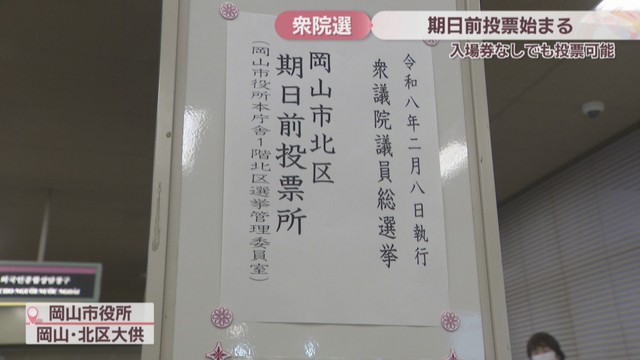 衆院選
期日前投票始まる
入場券なしでも投票可能
令和八年二月八日執行
衆議院議員総選挙
岡山市北区
期日前投票所
(岡山市役所本庁舎1階北区選挙管理委員室)
岡山市役所
岡山・北区大供